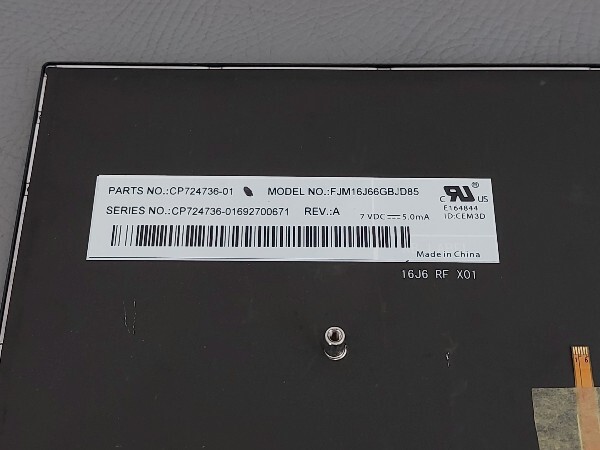 PARTS NO.:CP724736-01 MODEL NO.:FJM16J66GBJD85
SERIES NO.:CP724736-01692700671 REV.:A 7 VDC⎓5.0mA
C RU US
E164844
ID:CEM3D
Made in China
16J6 RF X01